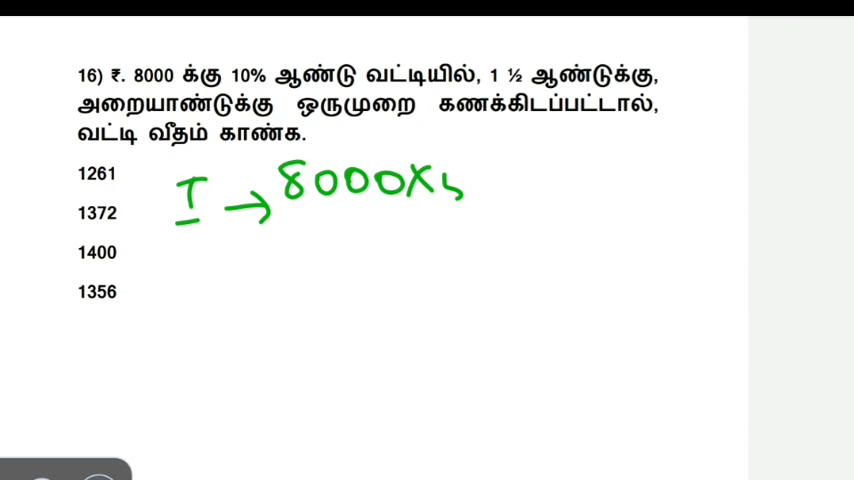 16) ₹. 8000 க்கு 10% ஆண்டு வட்டியில், 1 ½ ஆண்டுக்கு,
அறையாண்டுக்கு ஒருமுறை கணக்கிடப்பட்டால்,
வட்டி வீதம் காண்க.
1261
1372
1400
1356
I → 8000X5